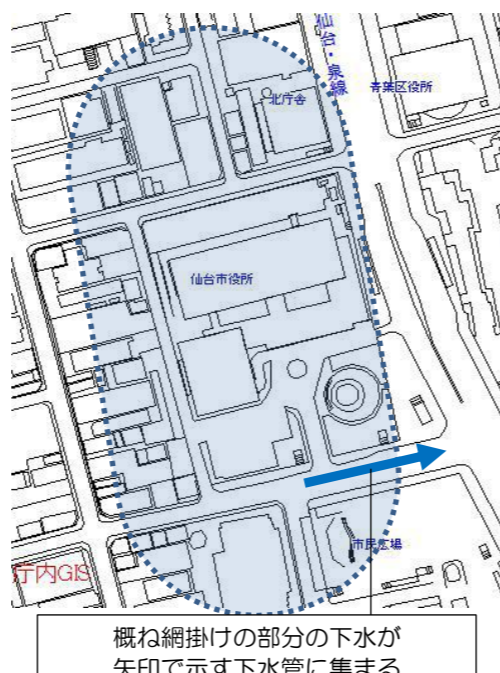 仙台・泉線
青葉区役所
北庁舎
仙台市役所
市民広場
庁内GIS
概ね網掛けの部分の下水が
矢印で示す下水管に集まる